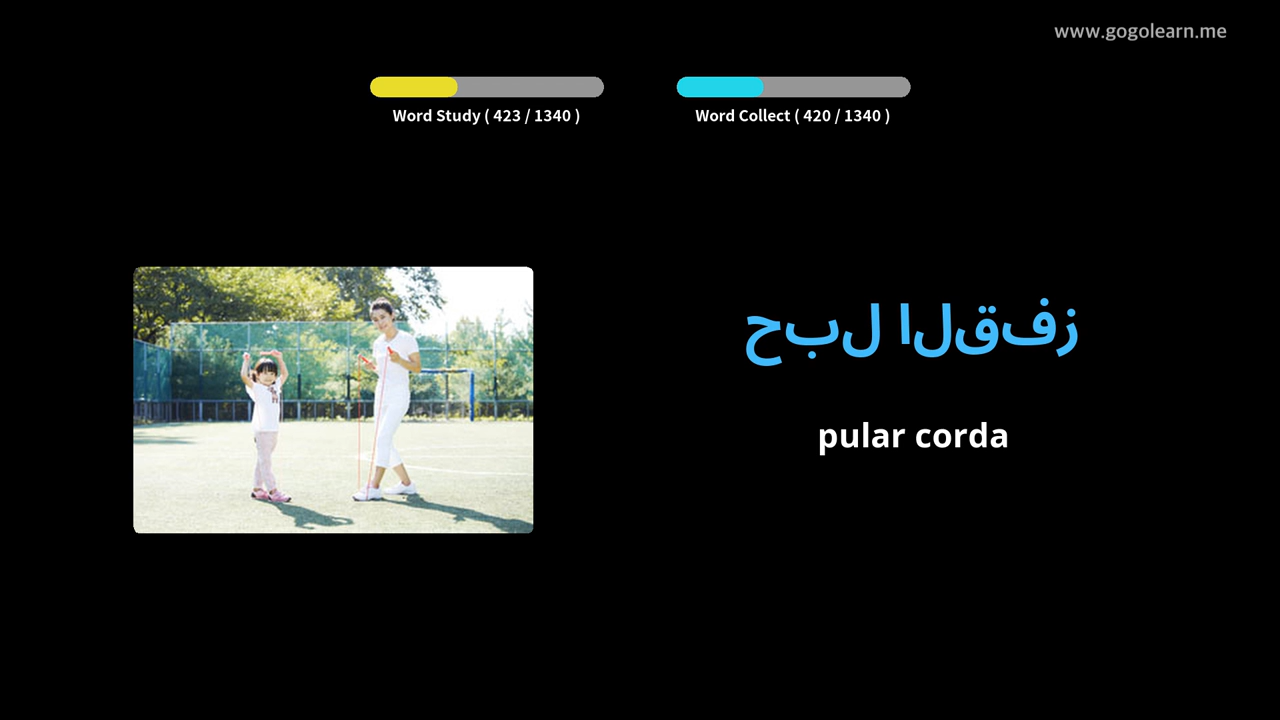 www.gogolearn.me
Word Study ( 423 / 1340 )
Word Collect ( 420 / 1340 )
حبل القفز
pular corda